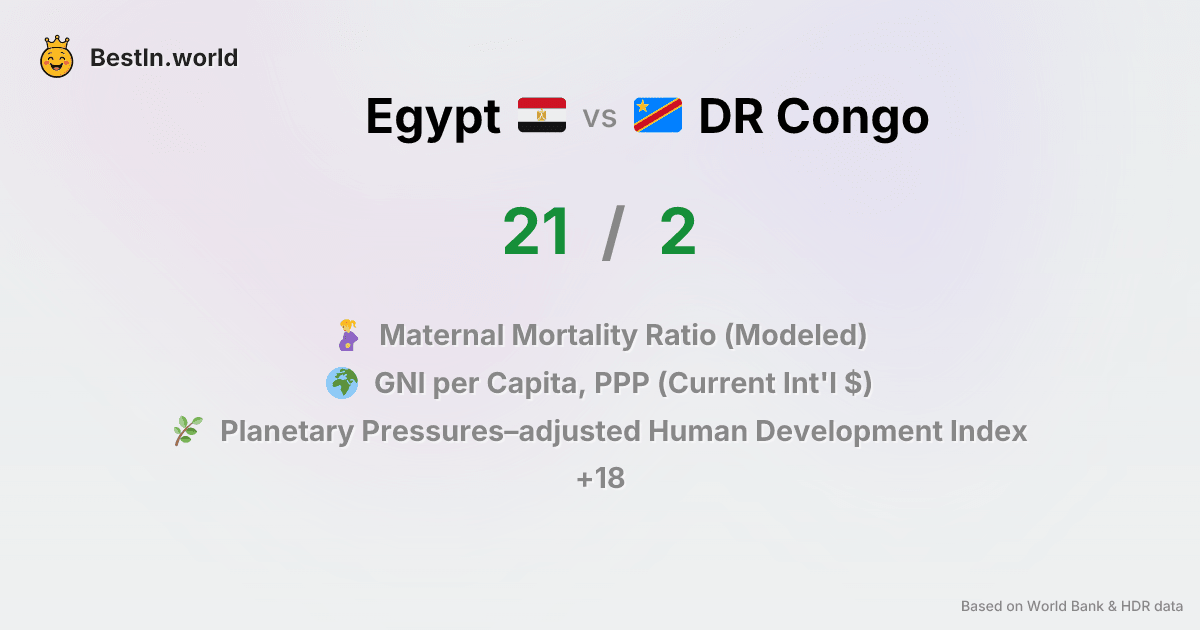 BestIn.world
Egypt vs DR Congo
21 / 2
Maternal Mortality Ratio (Modeled)
GNI per Capita, PPP (Current Int'l $)
Planetary Pressures–adjusted Human Development Index
+18
Based on World Bank & HDR data